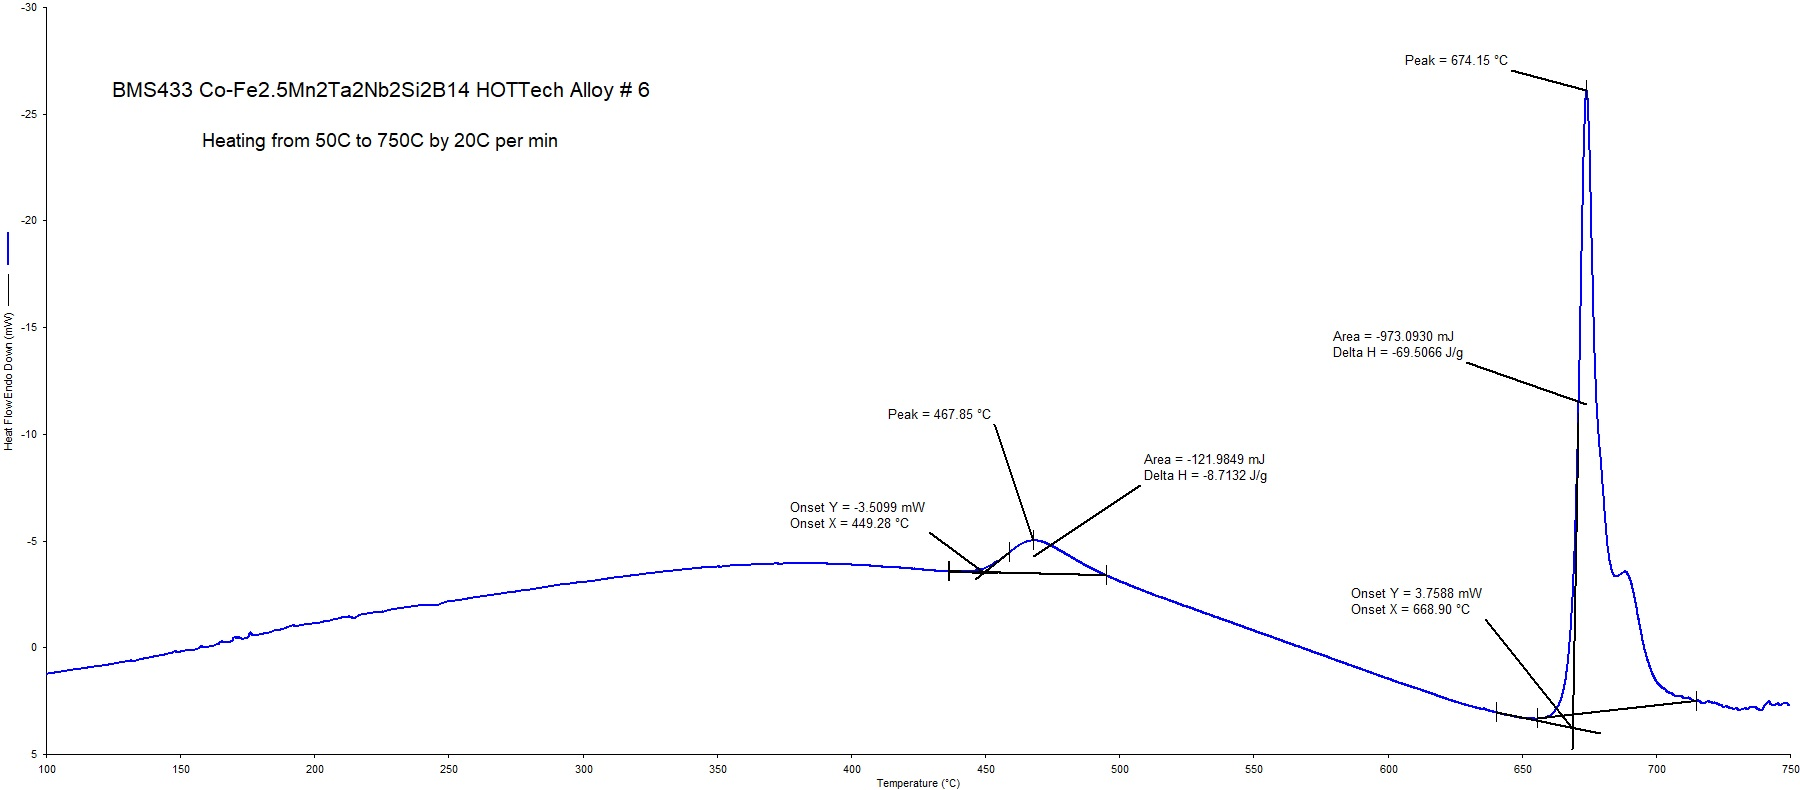 BMS433 Co-Fe2.5Mn2Ta2Nb2Si2B14 HOTTech Alloy # 6
Heating from 50C to 750C by 20C per min
Peak = 674.15 °C
Area = -973.0930 mJ
Delta H = -69.5066 J/g
Peak = 467.85 °C
Area = -121.9849 mJ
Delta H = -8.7132 J/g
Onset Y = -3.5099 mW
Onset X = 449.28 °C
Onset Y = 3.7588 mW
Onset X = 668.90 °C
Heat Flow Endo Down (mW)
-30
-25
-20
-15
-10
-5
0
5
100 150 200 250 300 350 400 450 500 550 600 650 700 750
Temperature (°C)